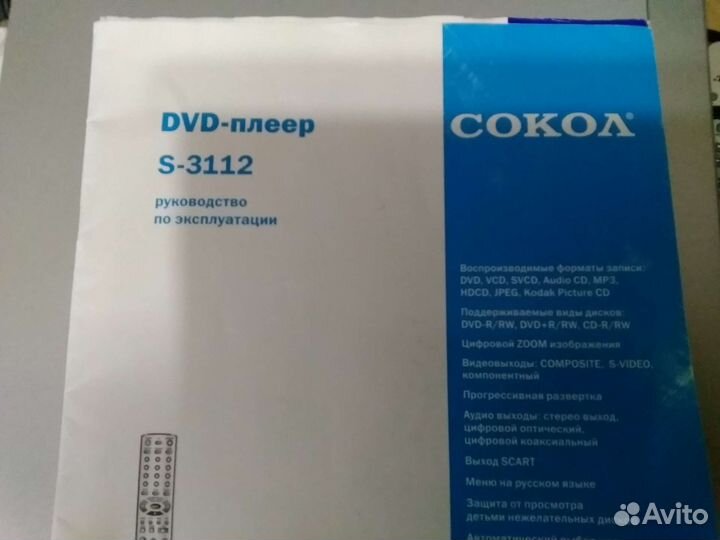 DVD-плеер
S-3112
руководство
по эксплуатации
СОКОЛ
Воспроизводимые форматы записи:
DVD, VCD, SVCD, Audio CD, MP3,
HDCD, JPEG, Kodak Picture CD
Поддерживаемые виды дисков:
DVD-R/RW, DVD+R/RW, CD-R/RW
Цифровой ZOOM изображения
Видеовыходы: COMPOSITE, S-VIDEO,
компонентный
Прогрессивная развертка
Аудио выходы: стерео выход,
цифровой оптический,
цифровой коаксиальный
Выход SCART
Меню на русском языке
Защита от просмотра
детьми нежелательных
Автоматический
Avito